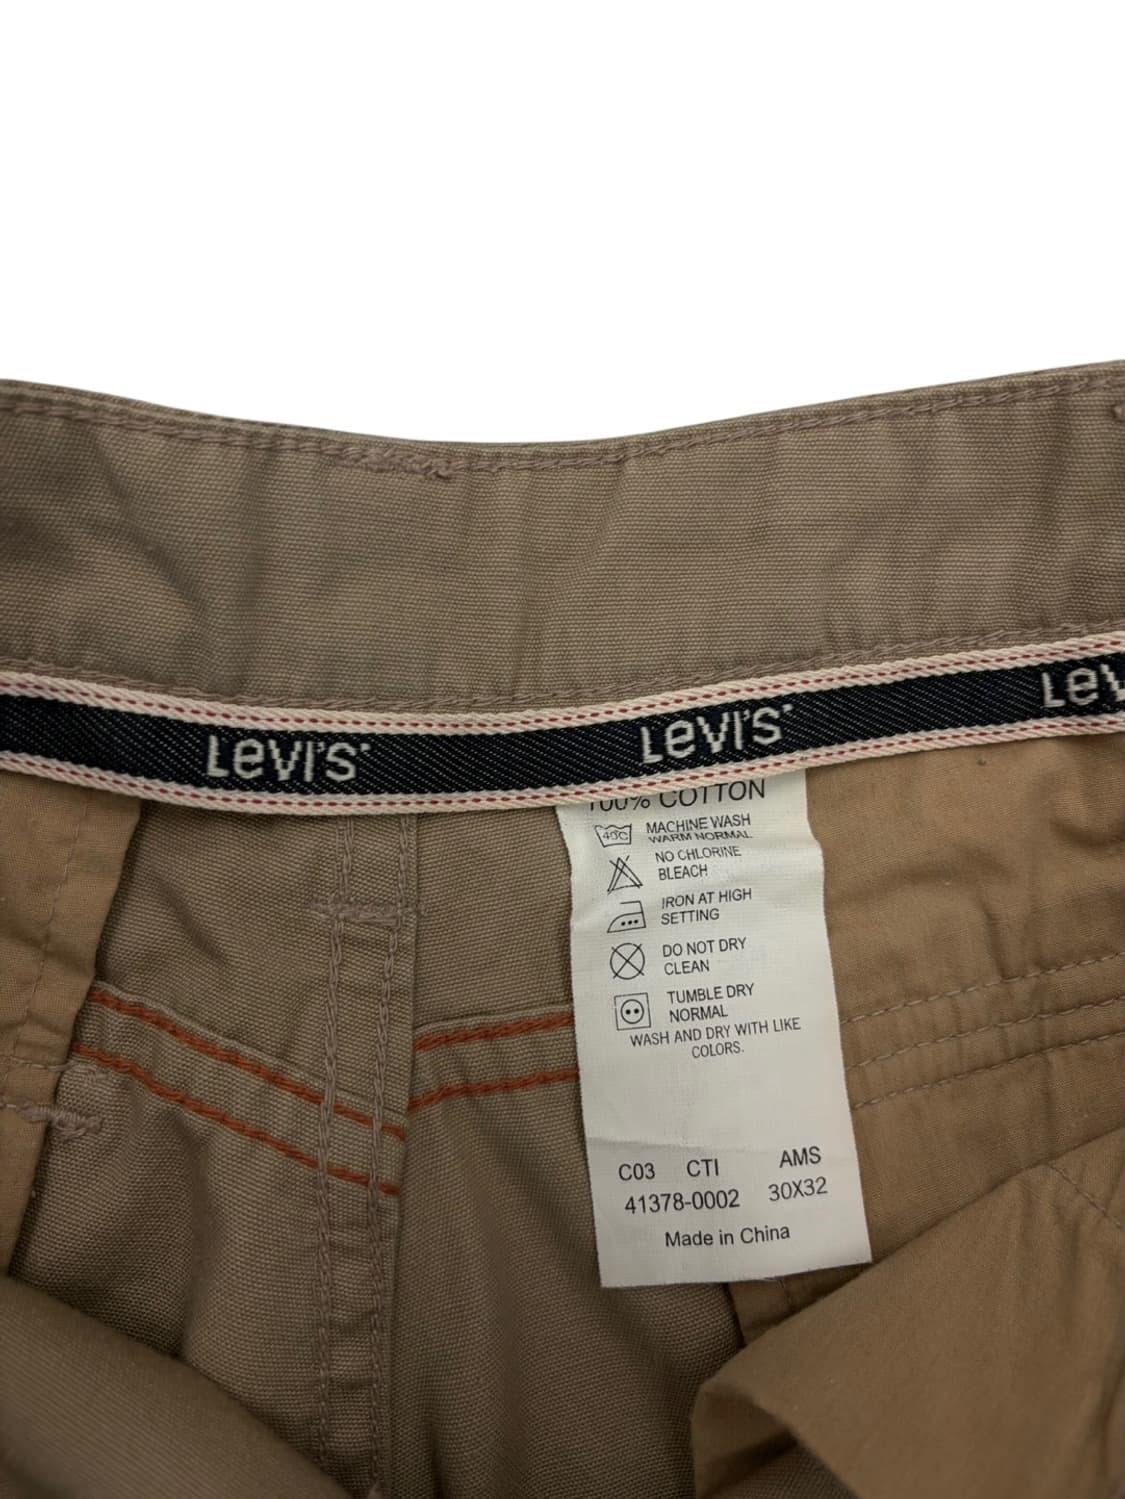 LEVI'S
LEVI'S
LEV
100% COTTON
40C
MACHINE WASH
WARM NORMAL
NO CHLORINE
BLEACH
IRON AT HIGH
SETTING
DO NOT DRY
CLEAN
TUMBLE DRY
NORMAL
WASH AND DRY WITH LIKE
COLORS.
C03 CTI AMS
41378-0002 30X32
Made in China